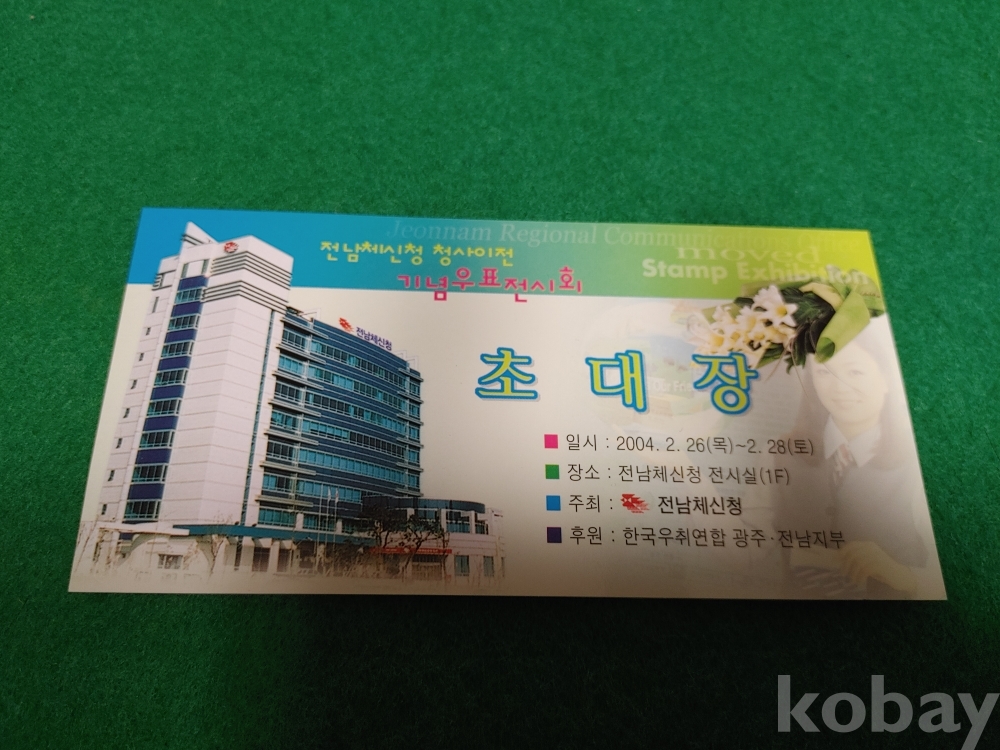 Jeonnam Regional Communications
moved
Stamp Exhibition
전남체신청 청사이전
기념우표전시회
전남체신청
초대장
일시 : 2004. 2. 26(목)~2. 28(토)
장소 : 전남체신청 전시실(1F)
주최 : 전남체신청
후원 : 한국우취연합 광주·전남지부
kobay